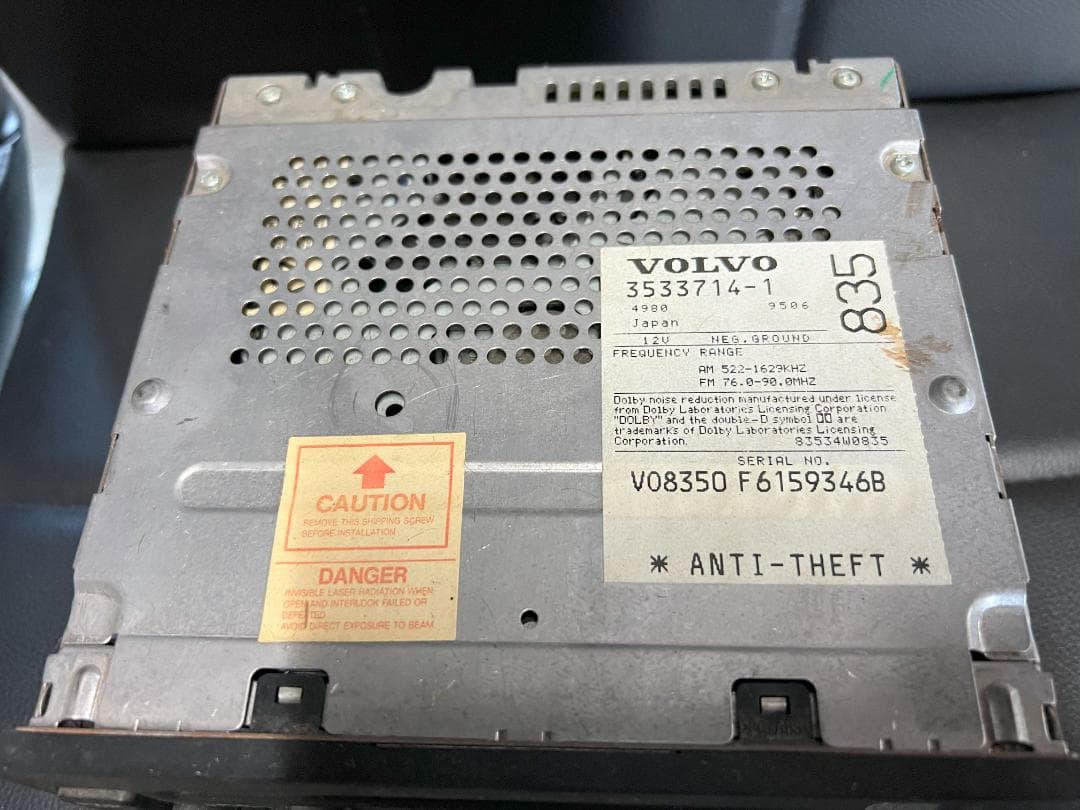 VOLVO
3533714-1
835
4980 9506
Japan
12V NEG.GROUND
FREQUENCY RANGE
AM 522-1629KHZ
FM 76.0-90.0MHZ
Dolby noise reduction manufactured under license
from Dolby Laboratories Licensing Corporation
"DOLBY" and the double-D symbol DD are
trademarks of Dolby Laboratories Licensing
Corporation. 83534W0835
SERIAL NO.
V08350 F6159346B
* ANTI-THEFT *
CAUTION
REMOVE THIS SHIPPING SCREW
BEFORE INSTALLATION
DANGER
INVISIBLE LASER RADIATION WHEN
OPEN AND INTERLOCK FAILED OR
DEFEATED
AVOID DIRECT EXPOSURE TO BEAM